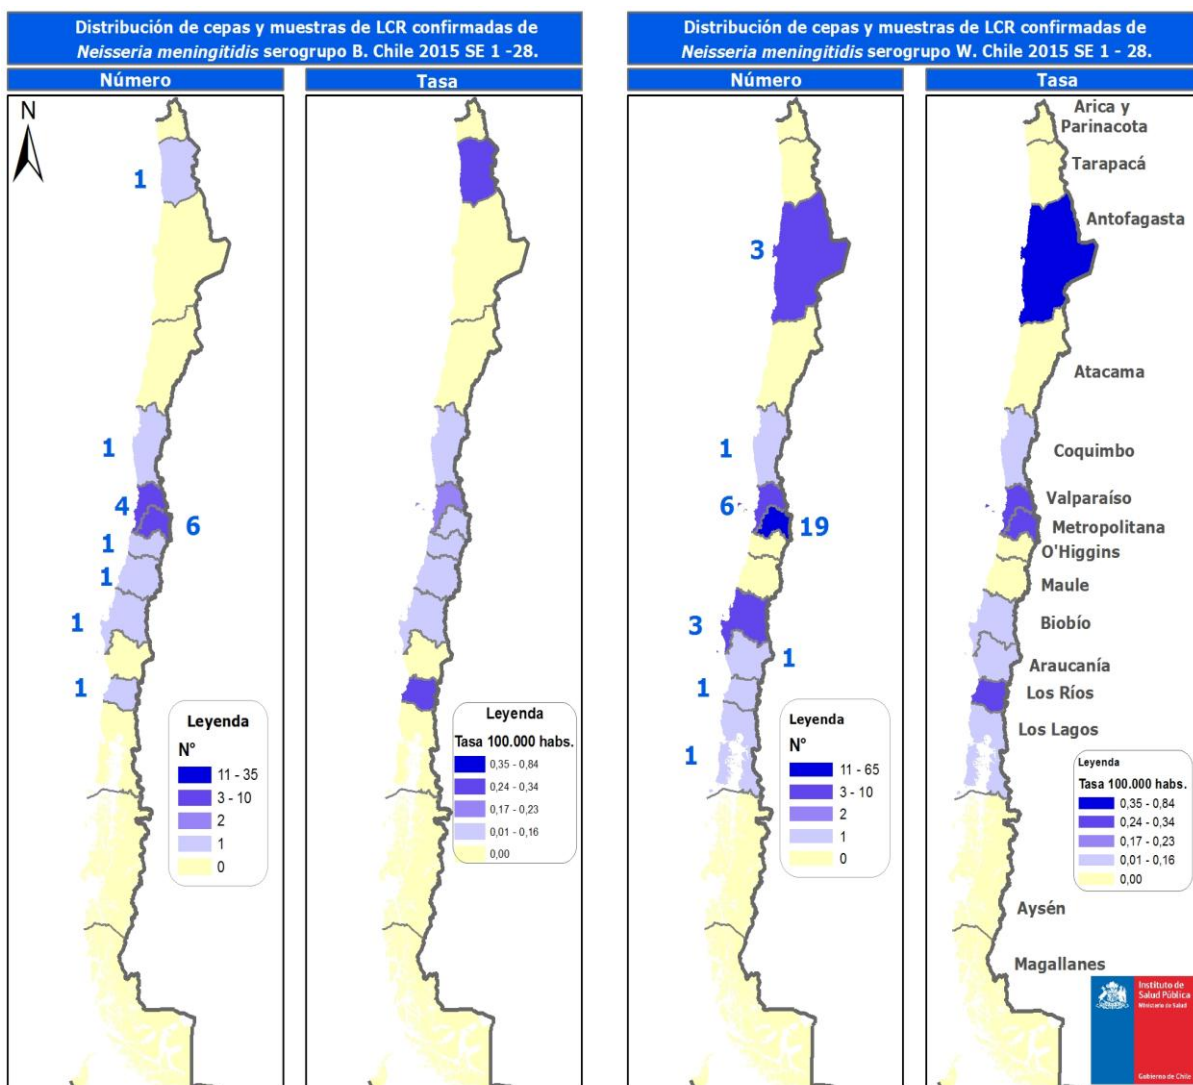 Distribución de cepas y muestras de LCR confirmadas de
Neisseria meningitidis serogrupo B. Chile 2015 SE 1 -28.
Número
Tasa
N
1
1
4
6
1
1
1
1
Leyenda
N°
11 - 35
3 - 10
2
1
0
Leyenda
Tasa 100.000 habs.
0,35 - 0,84
0,24 - 0,34
0,17 - 0,23
0,01 - 0,16
0,00
Distribución de cepas y muestras de LCR confirmadas de
Neisseria meningitidis serogrupo W. Chile 2015 SE 1 - 28.
Número
Tasa
3
1
6
19
3
1
1
1
Leyenda
N°
11 - 65
3 - 10
2
1
0
Arica y
Parinacota
Tarapacá
Antofagasta
Atacama
Coquimbo
Valparaíso
Metropolitana
O'Higgins
Maule
Biobío
Araucanía
Los Ríos
Los Lagos
Aysén
Magallanes
Leyenda
Tasa 100.000 habs.
0,35 - 0,84
0,24 - 0,34
0,17 - 0,23
0,01 - 0,16
0,00
Instituto de
Salud Pública
Ministerio de Salud
Gobierno de Chile